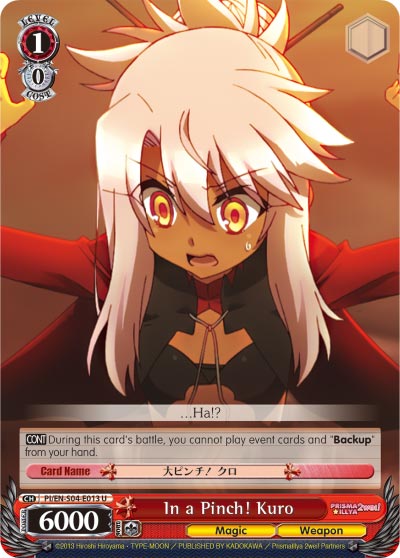 LEVEL
1
0
COST
…Ha!?
CONT During this card's battle, you cannot play event cards and "Backup"
from your hand.
Card Name
大ピンチ! クロ
CH PI/EN-S04-E013 U
In a Pinch! Kuro
PRISMA ILLYA 2wei!
POWER
6000
Magic
Weapon
©2013 Hiroshi Hiroyama・TYPE-MOON / PUBLISHED BY KADOKAWA / Prismaillya 2wei! Partners